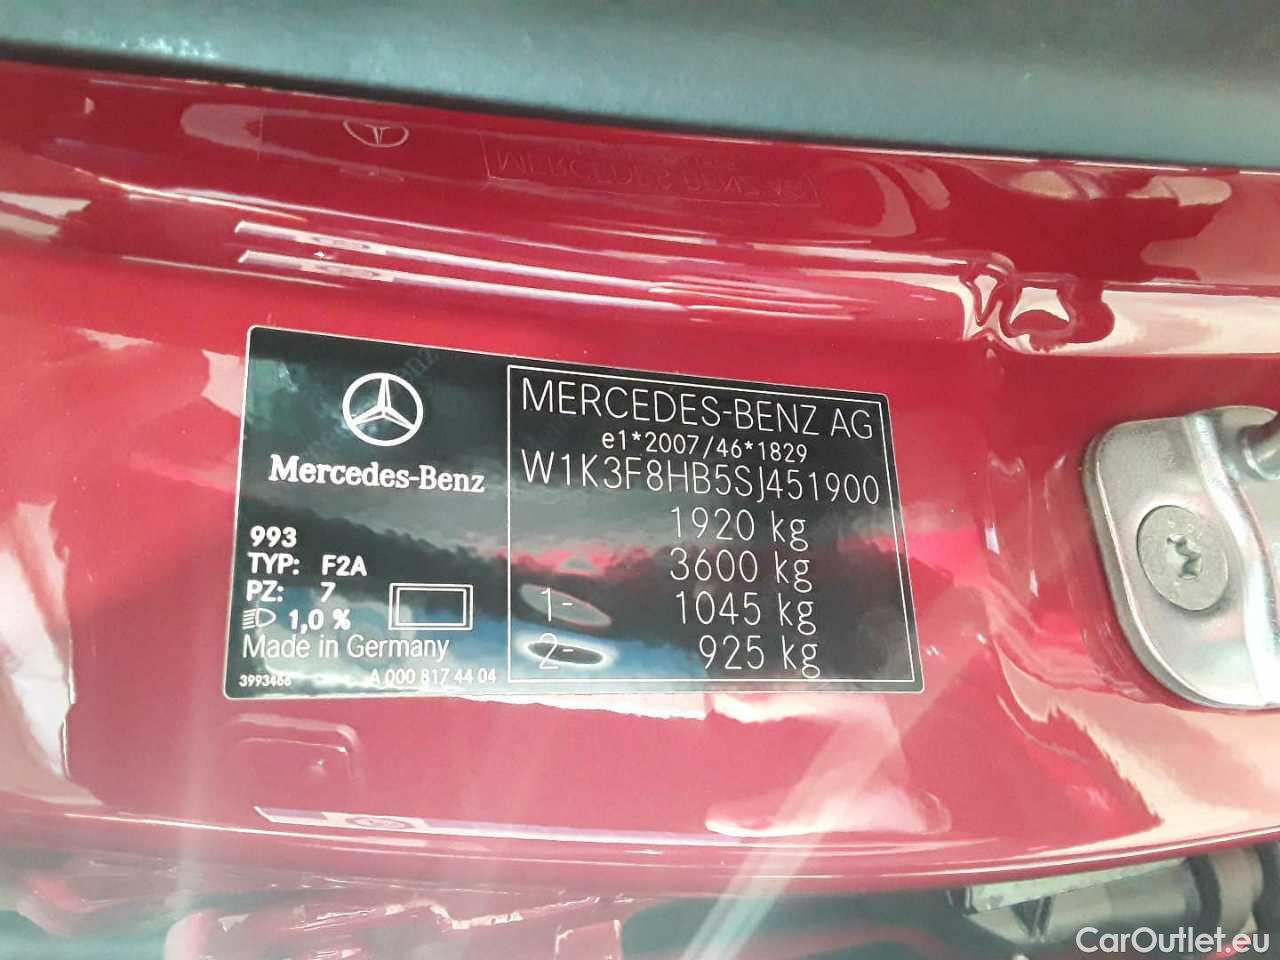 Mercedes-Benz
993
TYP: F2A
PZ: 7
1,0 %
Made in Germany
3993466
A 000 817 44 04
MERCEDES-BENZ AG
e1*2007/46*1829
W1K3F8HB5SJ451900
1920 kg
3600 kg
1- 1045 kg
2- 925 kg
CarOutlet.eu